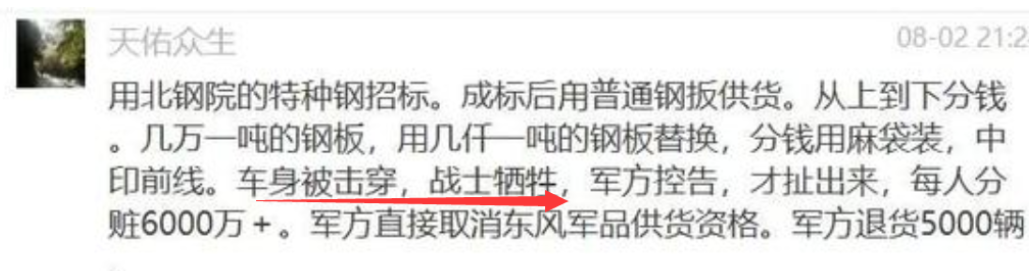 天佑众生
08-02 21:2
用北钢院的特种钢招标。成标后用普通钢扳供货。从上到下分钱
。几万一吨的钢板，用几仟一吨的钢板替换，分钱用麻袋装，中
印前线。车身被击穿，战士牺牲，军方控告，才扯出来，每人分
赃6000万＋。军方直接取消东风军品供货资格。军方退货5000辆